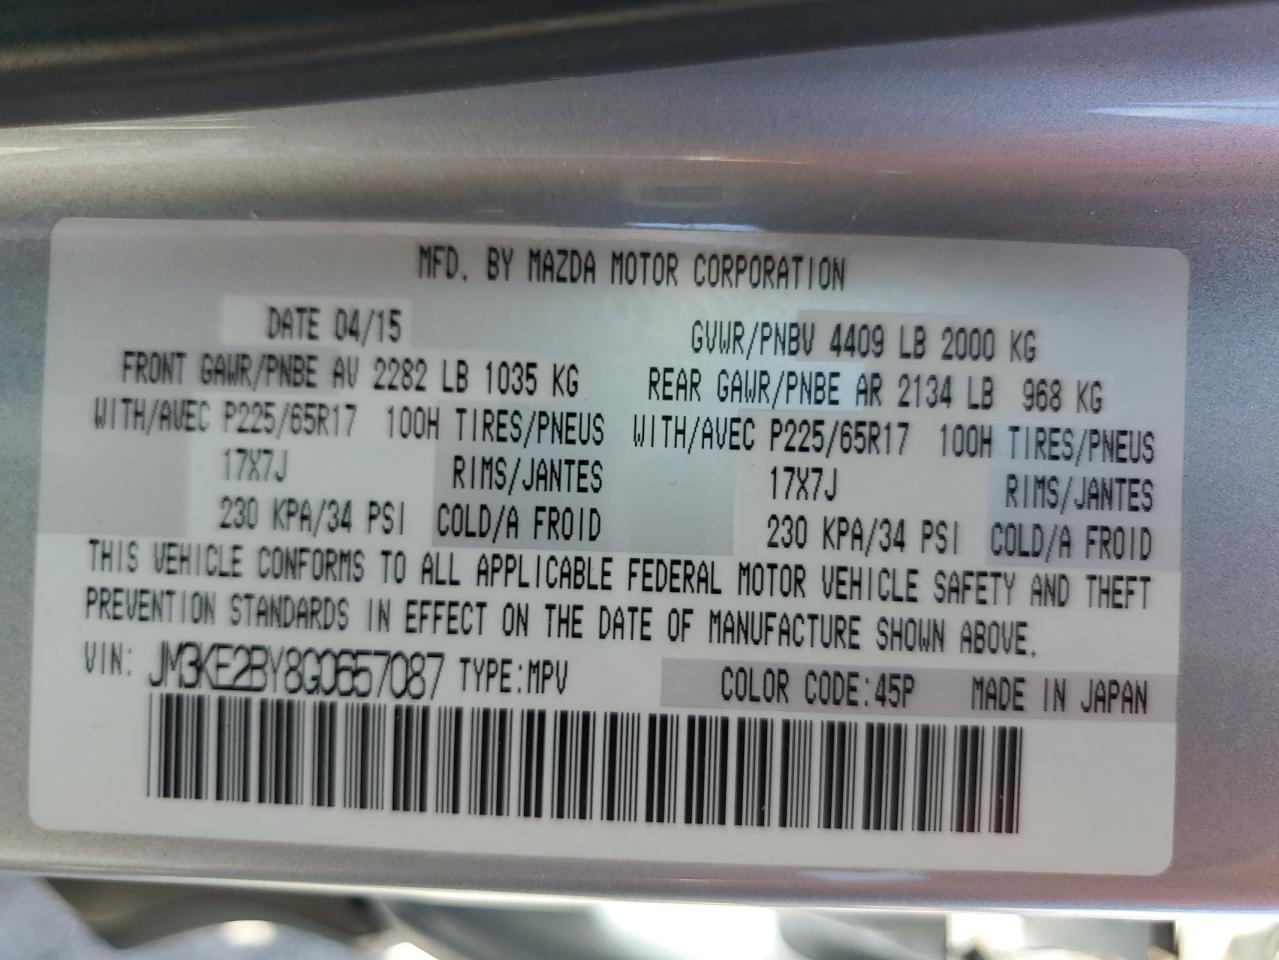 MFD. BY MAZDA MOTOR CORPORATION
DATE 04/15 GVWR/PNBV 4409 LB 2000 KG
FRONT GAWR/PNBE AV 2282 LB 1035 KG REAR GAWR/PNBE AR 2134 LB 968 KG
WITH/AVEC P225/65R17 100H TIRES/PNEUS WITH/AVEC P225/65R17 100H TIRES/PNEUS
17X7J RIMS/JANTES 17X7J RIMS/JANTES
230 KPA/34 PSI COLD/A FROID 230 KPA/34 PSI COLD/A FROID
THIS VEHICLE CONFORMS TO ALL APPLICABLE FEDERAL MOTOR VEHICLE SAFETY AND THEFT
PREVENTION STANDARDS IN EFFECT ON THE DATE OF MANUFACTURE SHOWN ABOVE.
VIN: JM3KE2BY8G0657087 TYPE:MPV COLOR CODE:45P MADE IN JAPAN